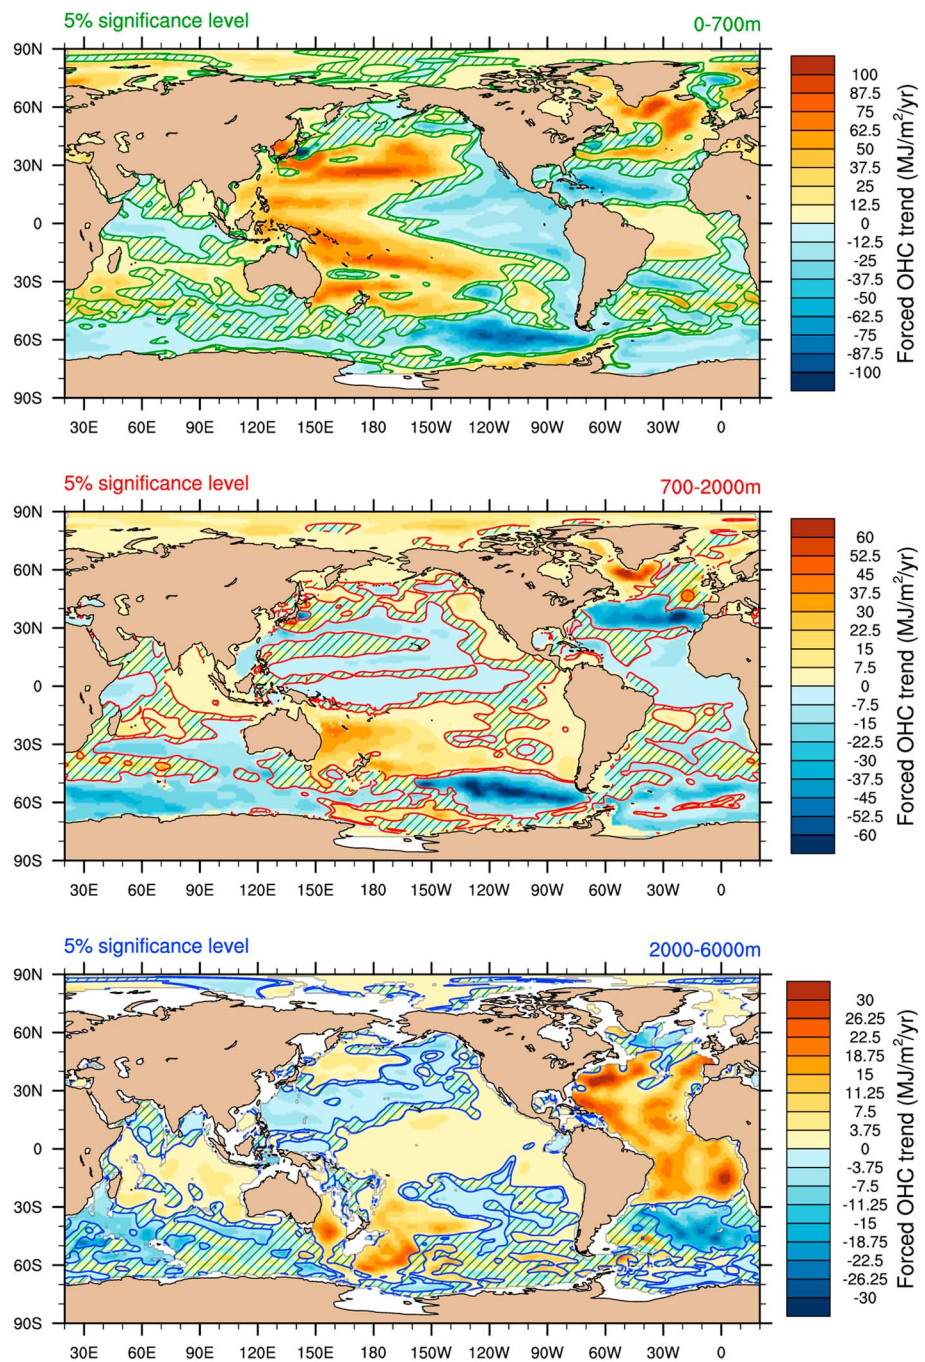 5% significance level 0-700m
90N
60N
30N
0
30S
60S
90S
30E 60E 90E 120E 150E 180 150W 120W 90W 60W 30W 0
100
87.5
75
62.5
50
37.5
25
12.5
0
-12.5
-25
-37.5
-50
-62.5
-75
-87.5
-100
Forced OHC trend (MJ/m²/yr)
5% significance level 700-2000m
90N
60N
30N
0
30S
60S
90S
30E 60E 90E 120E 150E 180 150W 120W 90W 60W 30W 0
60
52.5
45
37.5
30
22.5
15
7.5
0
-7.5
-15
-22.5
-30
-37.5
-45
-52.5
-60
Forced OHC trend (MJ/m²/yr)
5% significance level 2000-6000m
90N
60N
30N
0
30S
60S
90S
30E 60E 90E 120E 150E 180 150W 120W 90W 60W 30W 0
30
26.25
22.5
18.75
15
11.25
7.5
3.75
0
-3.75
-7.5
-11.25
-15
-18.75
-22.5
-26.25
-30
Forced OHC trend (MJ/m²/yr)